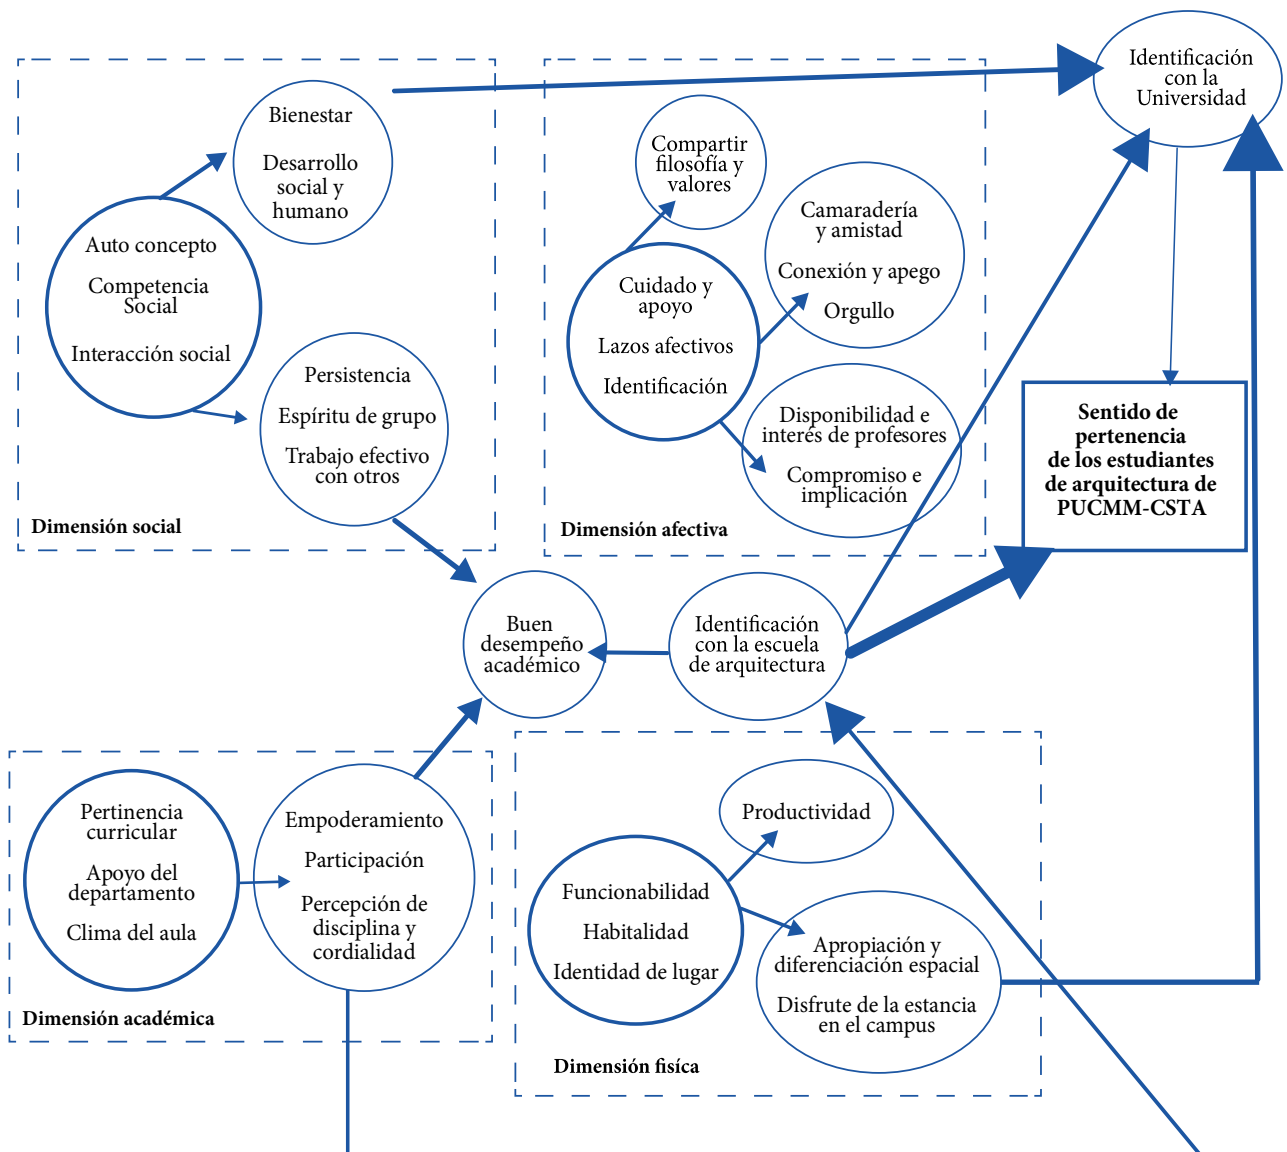 Identificación
con la
Universidad
Bienestar
Desarrollo
social y
humano
Auto concepto
Competencia
Social
Interacción social
Persistencia
Espíritu de grupo
Trabajo efectivo
con otros
Dimensión social
Compartir
filosofía y
valores
Camaradería
y amistad
Conexión y apego
Orgullo
Cuidado y
apoyo
Lazos afectivos
Identificación
Disponibilidad e
interés de profesores
Compromiso e
implicación
Dimensión afectiva
Sentido de
pertenencia
de los estudiantes
de arquitectura de
PUCMM-CSTA
Buen
desempeño
académico
Identificación
con la escuela
de arquitectura
Pertinencia
curricular
Apoyo del
departamento
Clima del aula
Empoderamiento
Participación
Percepción de
disciplina y
cordialidad
Dimensión académica
Productividad
Funcionabilidad
Habitalidad
Identidad de lugar
Apropiación y
diferenciación espacial
Disfrute de la estancia
en el campus
Dimensión fisíca